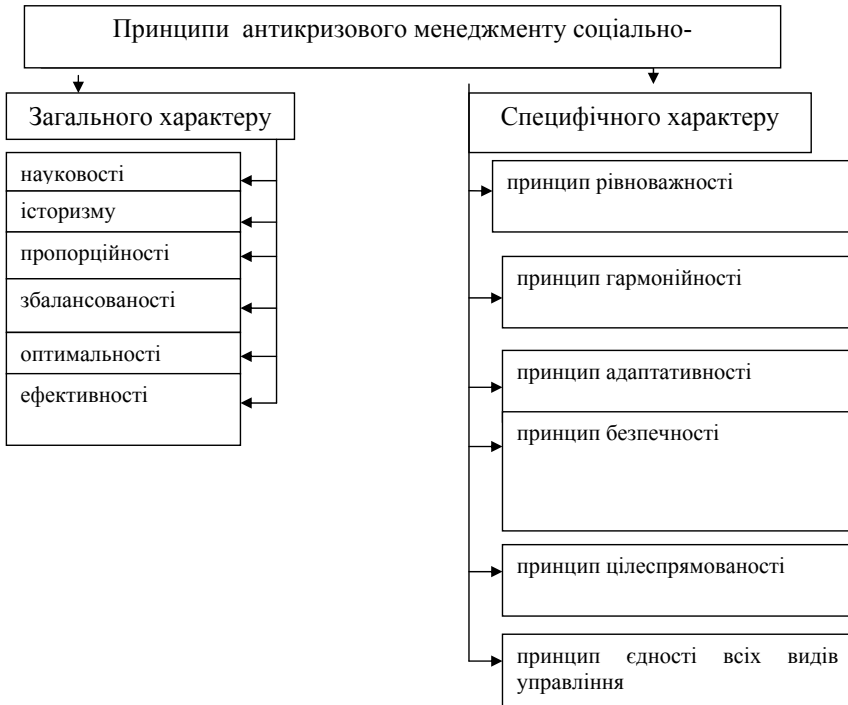 Принципи антикризового менеджменту соціально-
Загального характеру
науковості
історизму
пропорційності
збалансованості
оптимальності
ефективності
Специфічного характеру
принцип рівноважності
принцип гармонійності
принцип адаптативності
принцип безпечності
принцип цілеспрямованості
принцип єдності всіх видів
управління